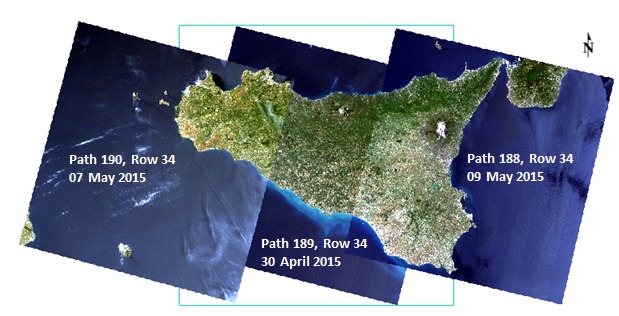 N
Path 190, Row 34
07 May 2015
Path 188, Row 34
09 May 2015
Path 189, Row 34
30 April 2015